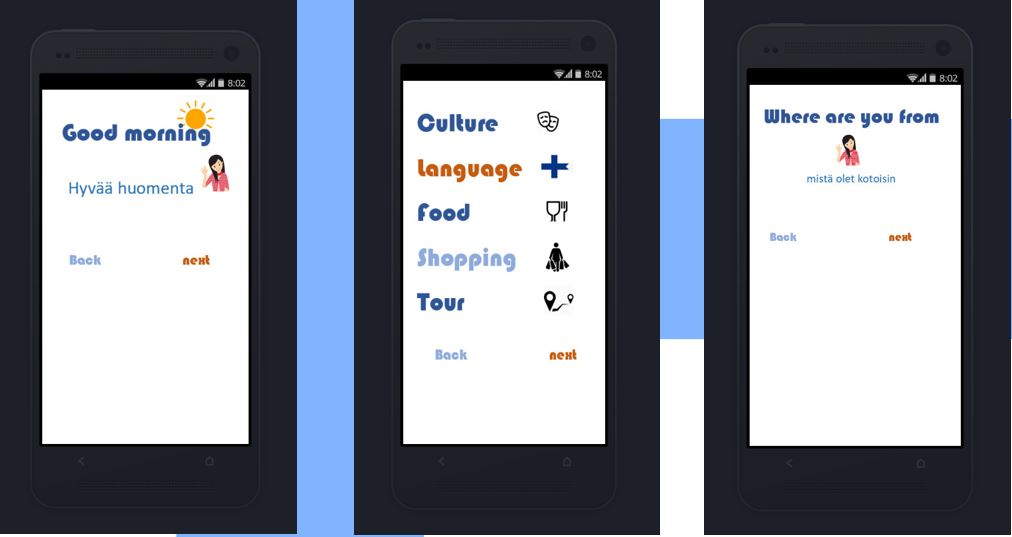 8:02
Good morning
Hyvää huomenta
Back next
8:02
Culture
Language
Food
Shopping
Tour
Back next
8:02
Where are you from
mistä olet kotoisin
Back next